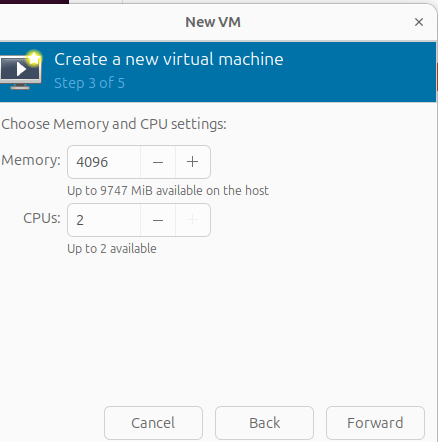 New VM
Create a new virtual machine
Step 3 of 5
Choose Memory and CPU settings:
Memory: 4096 − +
Up to 9747 MiB available on the host
CPUs: 2 − +
Up to 2 available
Cancel Back Forward